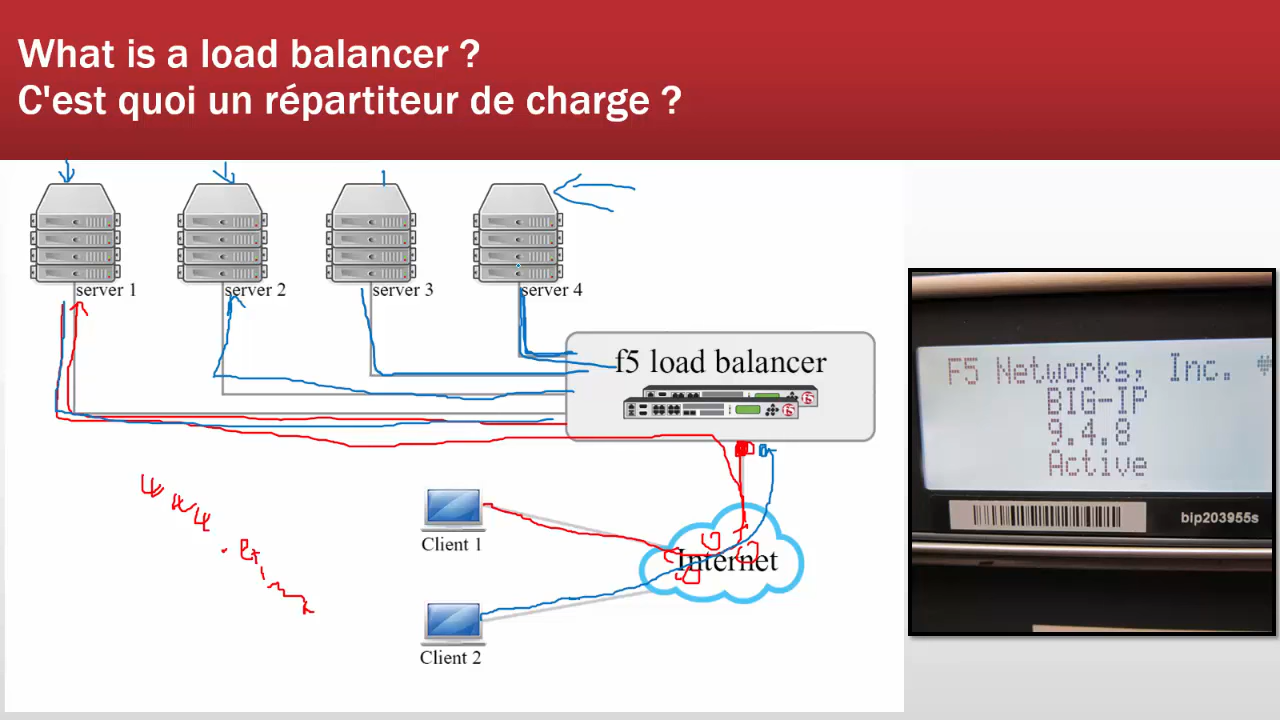 What is a load balancer ?
C'est quoi un répartiteur de charge ?
server 1
server 2
server 3
server 4
f5 load balancer
Internet
Client 1
Client 2
F5 Networks, Inc.
BIG-IP
9.4.8
Active
bip203955s